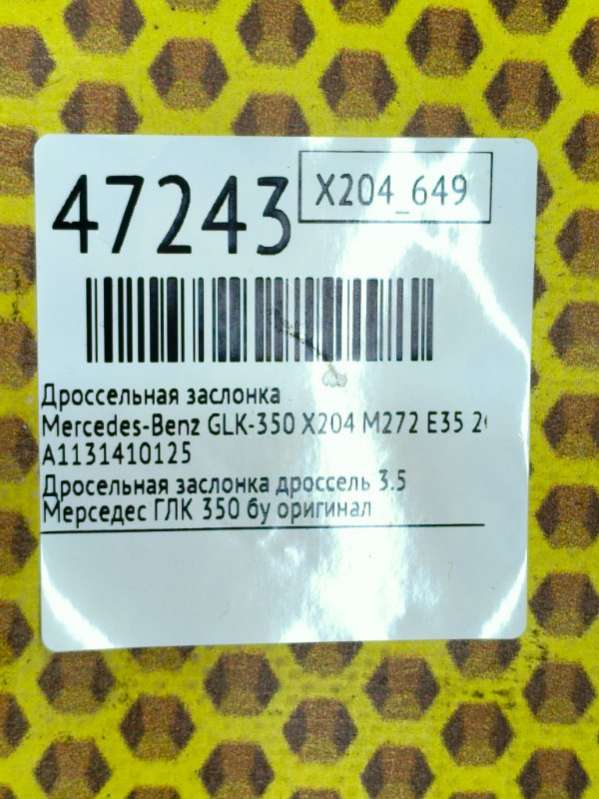 47243
X204_649
Дроссельная заслонка
Mercedes-Benz GLK-350 X204 M272 E35
A1131410125
Дросельная заслонка дроссель 3.5
Мерседес ГЛК 350 бу оригинал